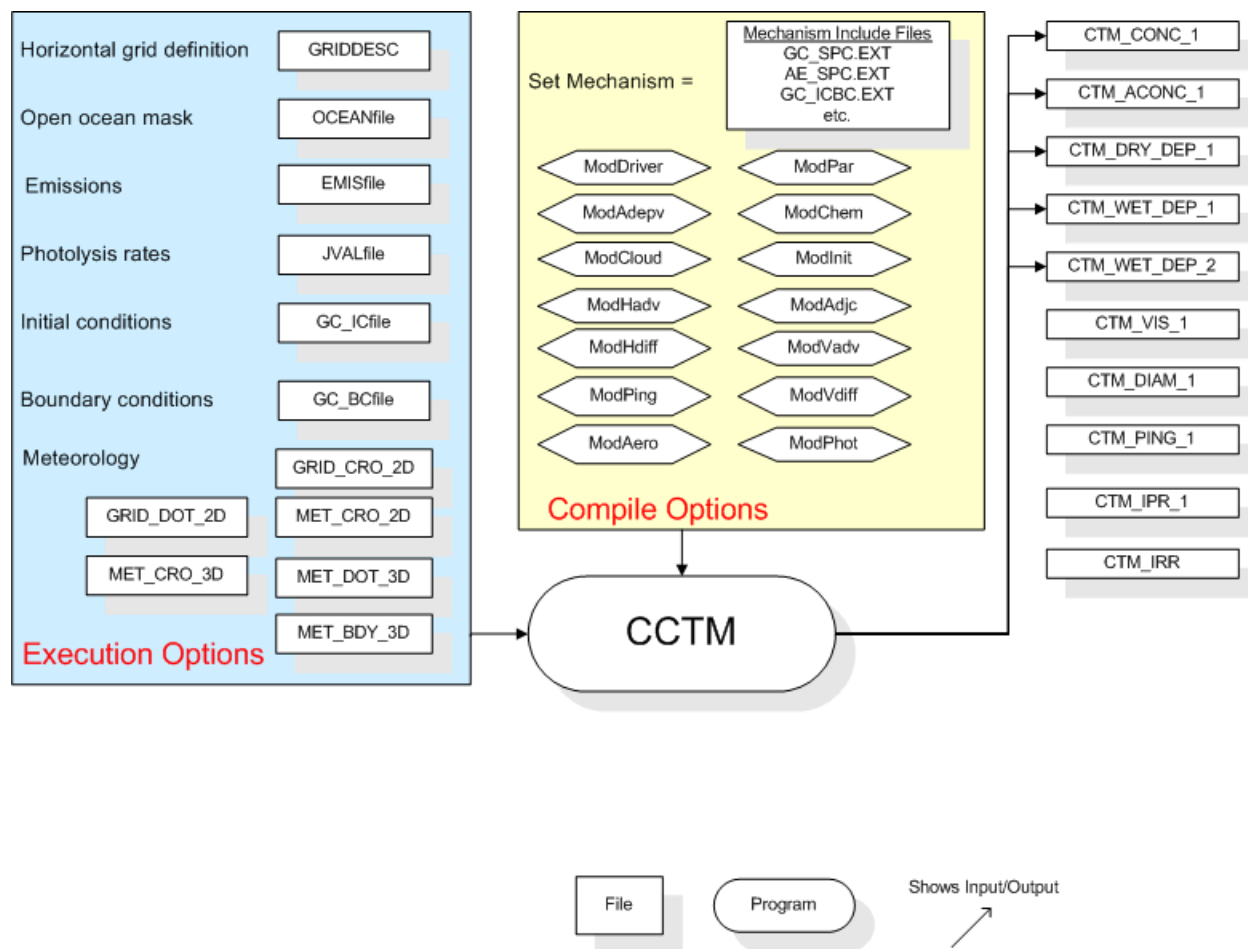 Horizontal grid definition
GRIDDESC
Open ocean mask
OCEANfile
Emissions
EMISfile
Photolysis rates
JVALfile
Initial conditions
GC_ICfile
Boundary conditions
GC_BCfile
Meteorology
GRID_CRO_2D
GRID_DOT_2D
MET_CRO_2D
MET_CRO_3D
MET_DOT_3D
MET_BDY_3D
Execution Options
Set Mechanism =
Mechanism Include Files
GC_SPC.EXT
AE_SPC.EXT
GC_ICBC.EXT
etc.
ModDriver
ModPar
ModAdepv
ModChem
ModCloud
ModInit
ModHadv
ModAdjc
ModHdiff
ModVadv
ModPing
ModVdiff
ModAero
ModPhot
Compile Options
CCTM
CTM_CONC_1
CTM_ACONC_1
CTM_DRY_DEP_1
CTM_WET_DEP_1
CTM_WET_DEP_2
CTM_VIS_1
CTM_DIAM_1
CTM_PING_1
CTM_IPR_1
CTM_IRR
File
Program
Shows Input/Output